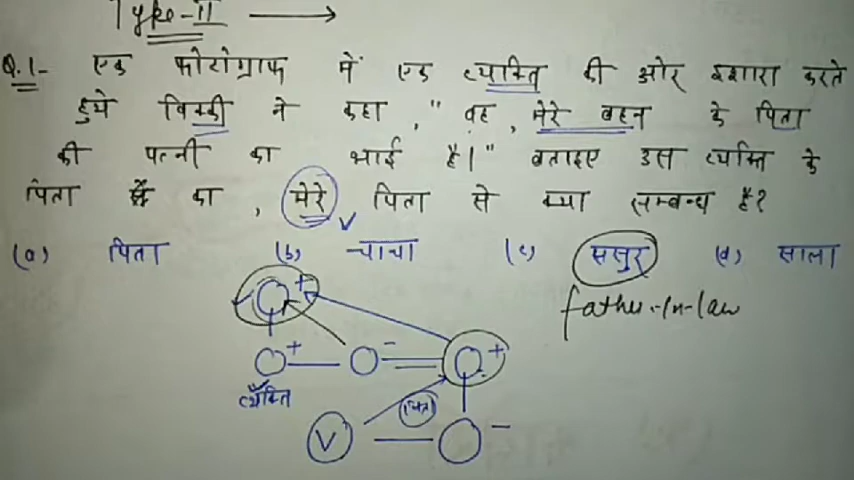 Type-II
Q.1- एक फोटोग्राफ में एक व्यक्ति की ओर इशारा करते
हुये विक्की ने कहा, "वह, मेरे बहन के पिता
की पत्नी का भाई है।" बताइए उस व्यक्ति के
पिता का, मेरे पिता से क्या सम्बन्ध है?
V
(a) पिता (b) चाचा (c) ससुर (d) साला
father-in-law
+
+ - +
व्यक्ति
पिता
V -